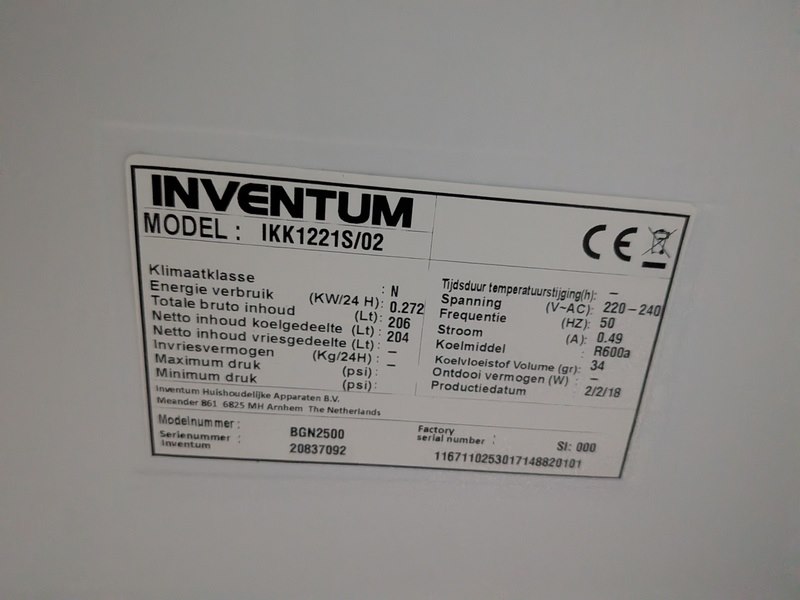 INVENTUM
MODEL : IKK1221S/02
CE
Klimaatklasse : N
Energie verbruik (KW/24 H) : 0.272
Totale bruto inhoud (Lt) : 206
Netto inhoud koelgedeelte (Lt) : 204
Netto inhoud vriesgedeelte (Lt) : –
Invriesvermogen (Kg/24H) : –
Maximum druk (psi) :
Minimum druk (psi) :
Tijdsduur temperatuurstijging(h): –
Spanning (V~AC) : 220-240
Frequentie (HZ) : 50
Stroom (A) : 0.49
Koelmiddel : R600a
Koelvloeistof Volume (gr) : 34
Ontdooi vermogen (W) : –
Productiedatum : 2/2/18
Inventum Huishoudelijke Apparaten B.V.
Meander 861 6825 MH Arnhem The Netherlands
Modelnummer : BGN2500
Serienummer Inventum : 20837092
Factory serial number : SI: 000
1167110253017148820101